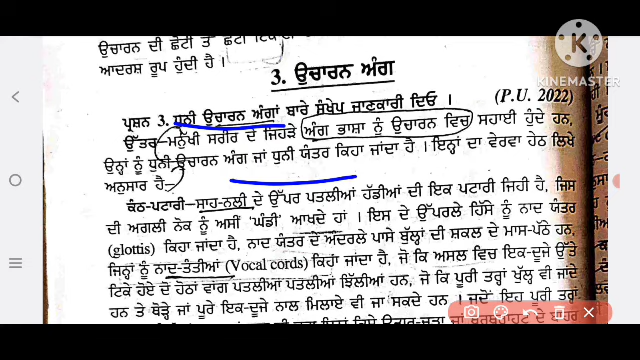 ਉਚਾਰਨ ਦੀ ਛੋਟੀ ਤੋਂ ਛੋਟੀ
ਆਦਰਸ਼ ਰੂਪ ਹੁੰਦੀ ਹੈ।
3. ਉਚਾਰਨ ਅੰਗ
KINEMASTER
ਪ੍ਰਸ਼ਨ 3. ਧੁਨੀ ਉਚਾਰਨ ਅੰਗਾਂ ਬਾਰੇ ਸੰਖੇਪ ਜਾਣਕਾਰੀ ਦਿਓ। (P.U. 2022)
ਉੱਤਰ- ਮਨੁੱਖੀ ਸਰੀਰ ਦੇ ਜਿਹੜੇ ਅੰਗ ਭਾਸ਼ਾ ਨੂੰ ਉਚਾਰਨ ਵਿਚ ਸਹਾਈ ਹੁੰਦੇ ਹਨ,
ਉਨ੍ਹਾਂ ਨੂੰ ਧੁਨੀ ਉਚਾਰਨ ਅੰਗ ਜਾਂ ਧੁਨੀ ਯੰਤਰ ਕਿਹਾ ਜਾਂਦਾ ਹੈ। ਇਨ੍ਹਾਂ ਦਾ ਵੇਰਵਾ ਹੇਠ ਲਿਖੇ
ਅਨੁਸਾਰ ਹੈ-
ਕੰਠ-ਪਟਾਰੀ- ਸਾਹ-ਨਲੀ ਦੇ ਉੱਪਰ ਪਤਲੀਆਂ ਹੱਡੀਆਂ ਦੀ ਇਕ ਪਟਾਰੀ ਜਿਹੀ ਹੈ, ਜਿਸ
ਦੀ ਅਗਲੀ ਨੋਕ ਨੂੰ ਅਸੀਂ 'ਘੰਡੀ' ਆਖਦੇ ਹਾਂ। ਇਸ ਦੇ ਉੱਪਰਲੇ ਹਿੱਸੇ ਨੂੰ ਨਾਦ ਯੰਤਰ
(glottis) ਕਿਹਾ ਜਾਂਦਾ ਹੈ, ਨਾਦ ਯੰਤਰ ਦੇ ਅੰਦਰਲੇ ਪਾਸੇ ਬੁੱਲ੍ਹਾਂ ਦੀ ਸ਼ਕਲ ਦੇ ਮਾਸ-ਪੱਠੇ ਹਨ,
ਜਿਨ੍ਹਾਂ ਨੂੰ ਨਾਦ-ਤੰਤੀਆਂ (Vocal cords) ਕਿਹਾ ਜਾਂਦਾ ਹੈ, ਜੋ ਕਿ ਅਸਲ ਵਿਚ ਇਕ-ਦੂਜੇ ਉੱਤੇ
ਟਿਕੇ ਹੋਏ ਦੋ ਹੋਠਾਂ ਵਾਂਗ ਪਤਲੀਆਂ ਪਤਲੀਆਂ ਝਿੱਲੀਆਂ ਹਨ, ਜੋ ਕਿ ਪੂਰੀ ਤਰ੍ਹਾਂ ਖੁੱਲ੍ਹ ਵੀ ਜਾਂਦੇ
ਹਨ ਤੇ ਥੋੜ੍ਹੇ ਜਾਂ ਪੂਰੇ ਇਕ-ਦੂਜੇ ਨਾਲ ਮਿਲਾਏ ਵੀ ਜਾ ਸਕਦੇ ਹਨ। ਜਦੋਂ ਇਹ ਪੂਰੀ ਤਰ੍ਹਾਂ